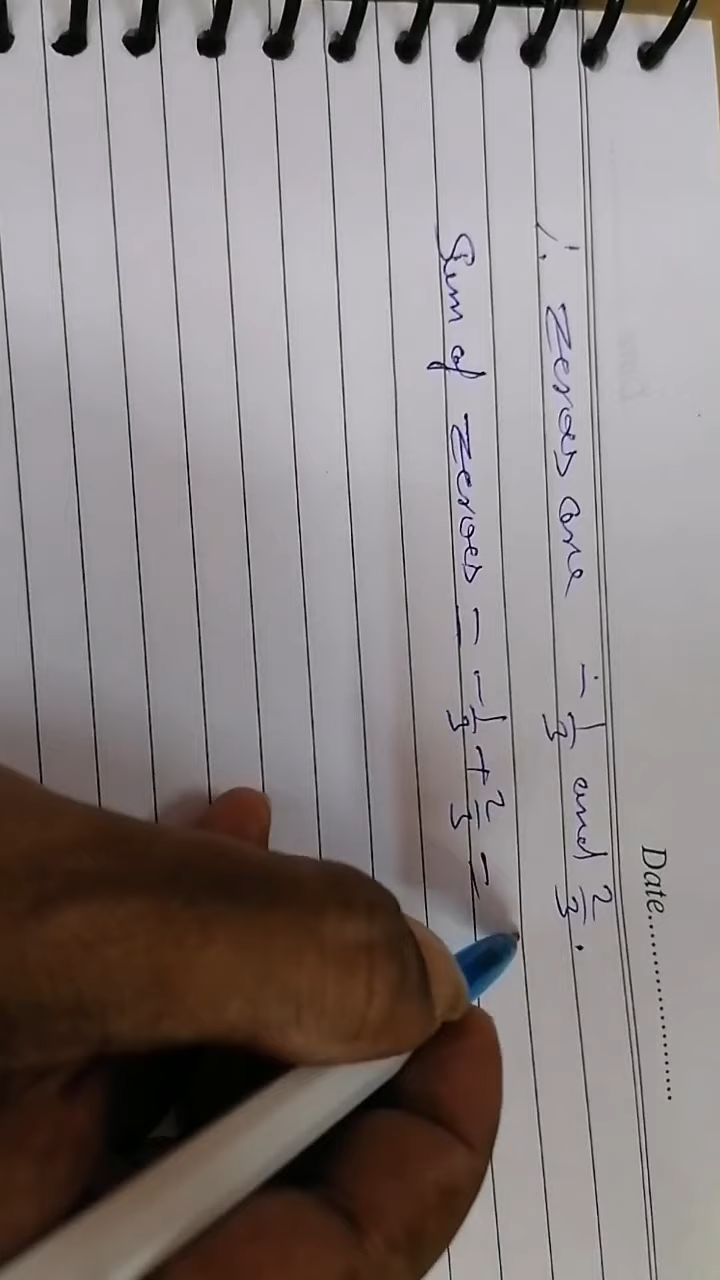 Date....................
∴ Zeroes are -1/3 and 2/3.
Sum of Zeroes = -1/3 + 2/3 =